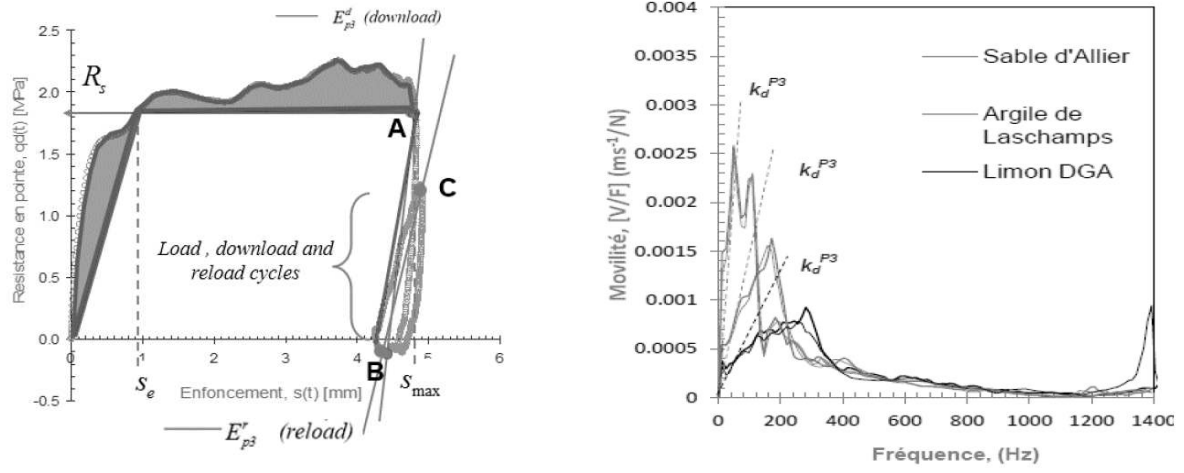 E^d_p3 (download)
2.5
2.0
1.5
1.0
0.5
0.0
-0.5
Resistance en pointe, qd(t) [MPa]
R_s
A
C
B
Load , download and
reload cycles
0
1
2
3
4
5
6
s_e
Enfoncement, s(t) [mm]
s_max
E^r_p3 (reload)
0.004
0.0035
0.003
0.0025
0.002
0.0015
0.001
0.0005
0
Movilité, [V/F] (ms^-1/N)
Sable d'Allier
Argile de
Laschamps
Limon DGA
k_d^P3
k_d^P3
k_d^P3
0
200
400
600
800
1000
1200
1400
Fréquence, (Hz)